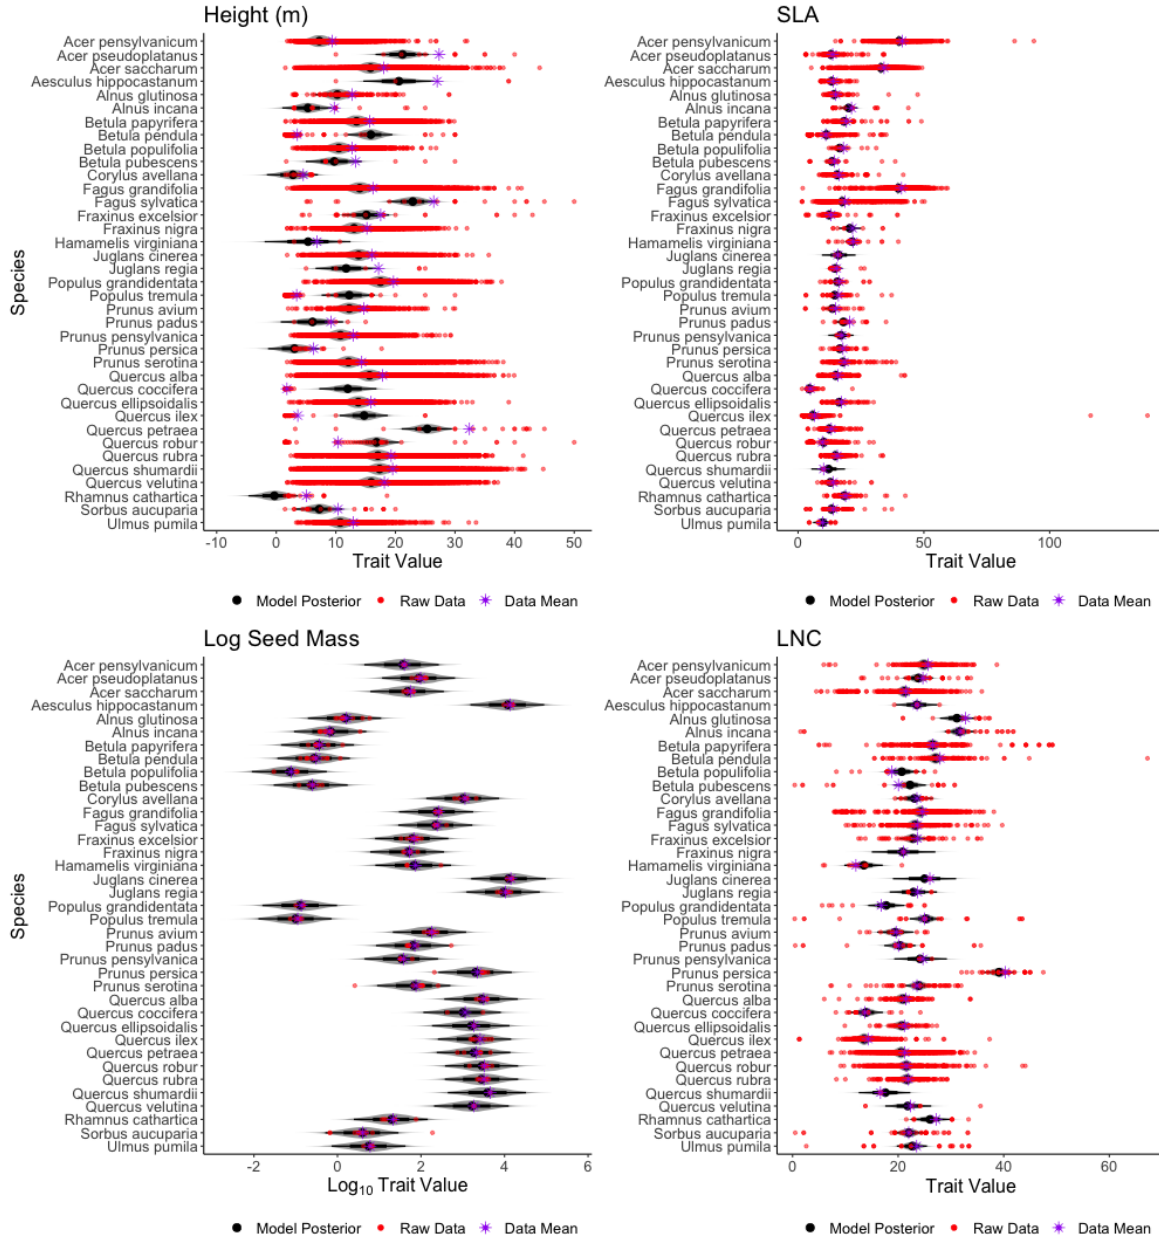 Height (m)
Species
Acer pensylvanicum
Acer pseudoplatanus
Acer saccharum
Aesculus hippocastanum
Alnus glutinosa
Alnus incana
Betula papyrifera
Betula pendula
Betula populifolia
Betula pubescens
Corylus avellana
Fagus grandifolia
Fagus sylvatica
Fraxinus excelsior
Fraxinus nigra
Hamamelis virginiana
Juglans cinerea
Juglans regia
Populus grandidentata
Populus tremula
Prunus avium
Prunus padus
Prunus pensylvanica
Prunus persica
Prunus serotina
Quercus alba
Quercus coccifera
Quercus ellipsoidalis
Quercus ilex
Quercus petraea
Quercus robur
Quercus rubra
Quercus shumardii
Quercus velutina
Rhamnus cathartica
Sorbus aucuparia
Ulmus pumila
-10 0 10 20 30 40 50
Trait Value
Model Posterior Raw Data Data Mean
SLA
Acer pensylvanicum
Acer pseudoplatanus
Acer saccharum
Aesculus hippocastanum
Alnus glutinosa
Alnus incana
Betula papyrifera
Betula pendula
Betula populifolia
Betula pubescens
Corylus avellana
Fagus grandifolia
Fagus sylvatica
Fraxinus excelsior
Fraxinus nigra
Hamamelis virginiana
Juglans cinerea
Juglans regia
Populus grandidentata
Populus tremula
Prunus avium
Prunus padus
Prunus pensylvanica
Prunus persica
Prunus serotina
Quercus alba
Quercus coccifera
Quercus ellipsoidalis
Quercus ilex
Quercus petraea
Quercus robur
Quercus rubra
Quercus shumardii
Quercus velutina
Rhamnus cathartica
Sorbus aucuparia
Ulmus pumila
0 50 100
Trait Value
Model Posterior Raw Data Data Mean
Log Seed Mass
Species
Acer pensylvanicum
Acer pseudoplatanus
Acer saccharum
Aesculus hippocastanum
Alnus glutinosa
Alnus incana
Betula papyrifera
Betula pendula
Betula populifolia
Betula pubescens
Corylus avellana
Fagus grandifolia
Fagus sylvatica
Fraxinus excelsior
Fraxinus nigra
Hamamelis virginiana
Juglans cinerea
Juglans regia
Populus grandidentata
Populus tremula
Prunus avium
Prunus padus
Prunus pensylvanica
Prunus persica
Prunus serotina
Quercus alba
Quercus coccifera
Quercus ellipsoidalis
Quercus ilex
Quercus petraea
Quercus robur
Quercus rubra
Quercus shumardii
Quercus velutina
Rhamnus cathartica
Sorbus aucuparia
Ulmus pumila
-2 0 2 4 6
Log₁₀ Trait Value
Model Posterior Raw Data Data Mean
LNC
Acer pensylvanicum
Acer pseudoplatanus
Acer saccharum
Aesculus hippocastanum
Alnus glutinosa
Alnus incana
Betula papyrifera
Betula pendula
Betula populifolia
Betula pubescens
Corylus avellana
Fagus grandifolia
Fagus sylvatica
Fraxinus excelsior
Fraxinus nigra
Hamamelis virginiana
Juglans cinerea
Juglans regia
Populus grandidentata
Populus tremula
Prunus avium
Prunus padus
Prunus pensylvanica
Prunus persica
Prunus serotina
Quercus alba
Quercus coccifera
Quercus ellipsoidalis
Quercus ilex
Quercus petraea
Quercus robur
Quercus rubra
Quercus shumardii
Quercus velutina
Rhamnus cathartica
Sorbus aucuparia
Ulmus pumila
0 20 40 60
Trait Value
Model Posterior Raw Data Data Mean